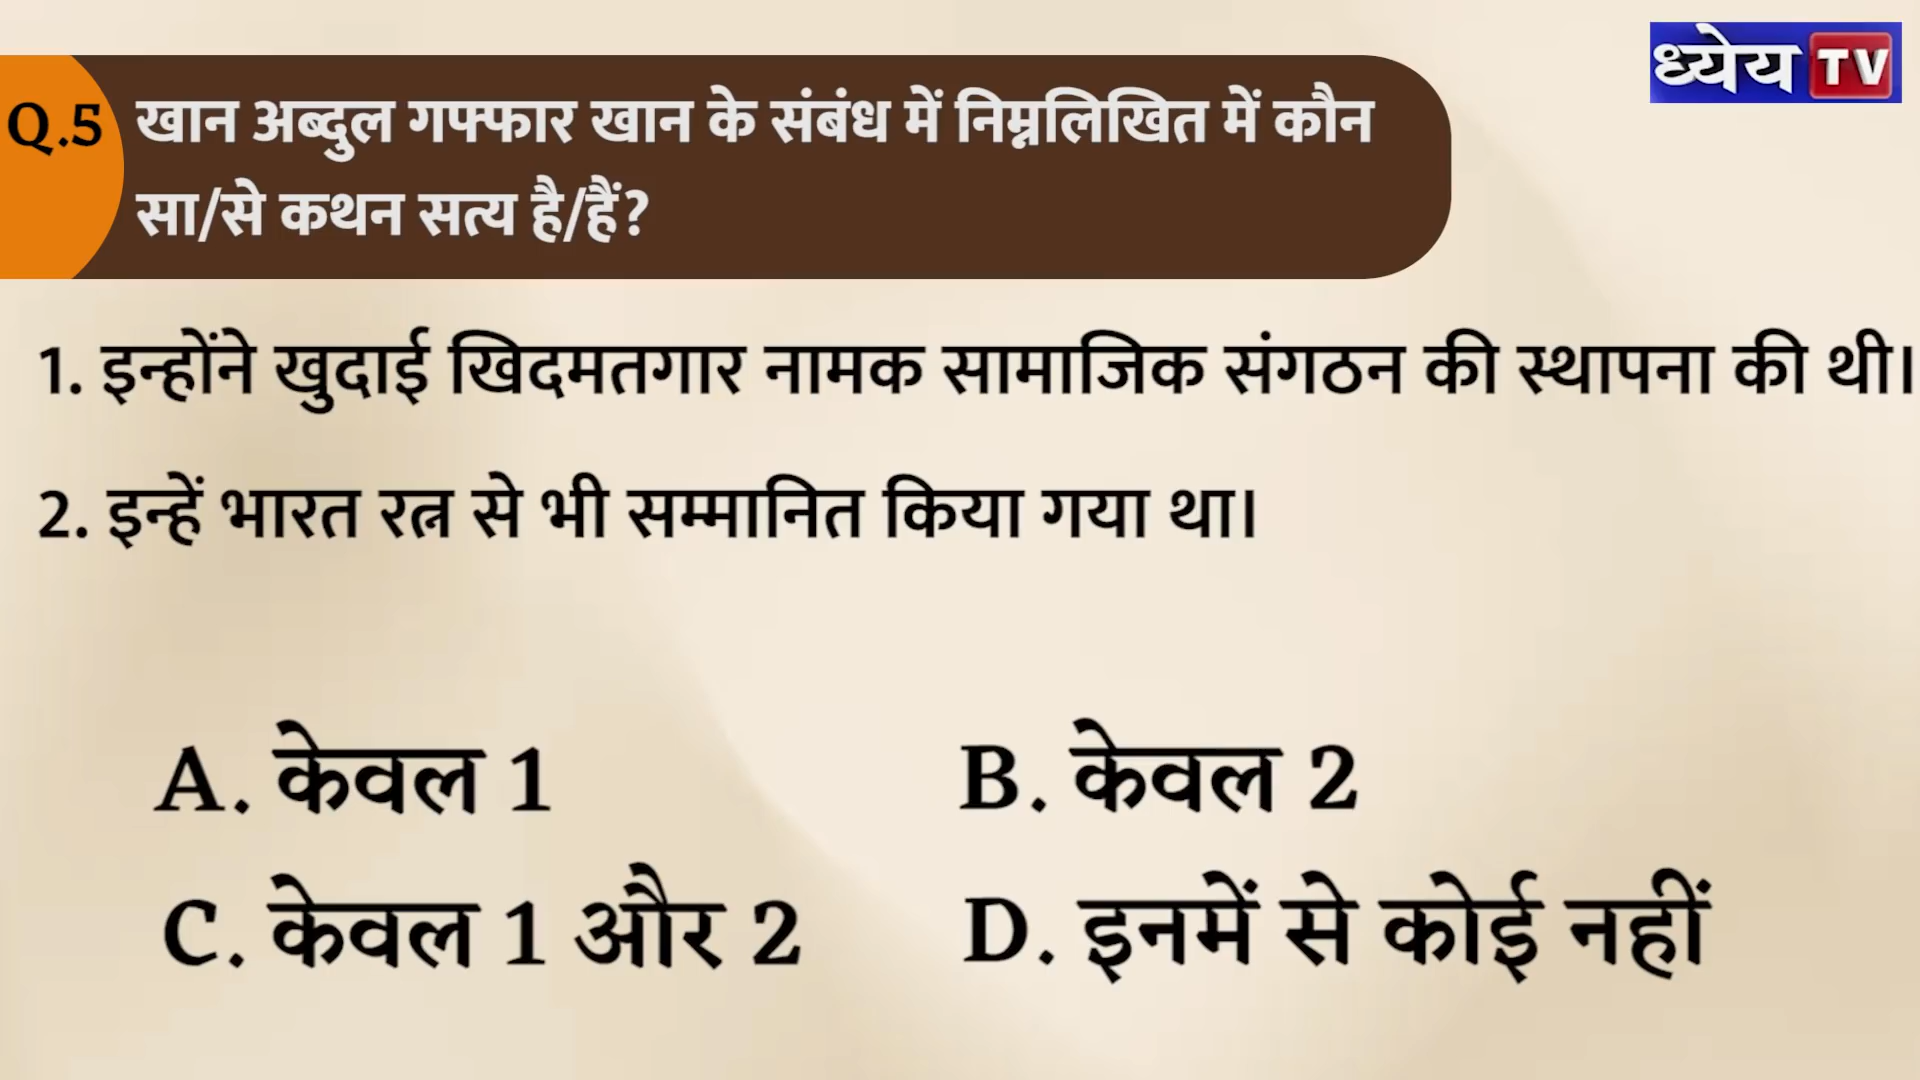 ध्येय TV
Q.5 खान अब्दुल गफ्फार खान के संबंध में निम्नलिखित में कौन
सा/से कथन सत्य है/हैं?
1. इन्होंने खुदाई खिदमतगार नामक सामाजिक संगठन की स्थापना की थी।
2. इन्हें भारत रत्न से भी सम्मानित किया गया था।
A. केवल 1 B. केवल 2
C. केवल 1 और 2 D. इनमें से कोई नहीं